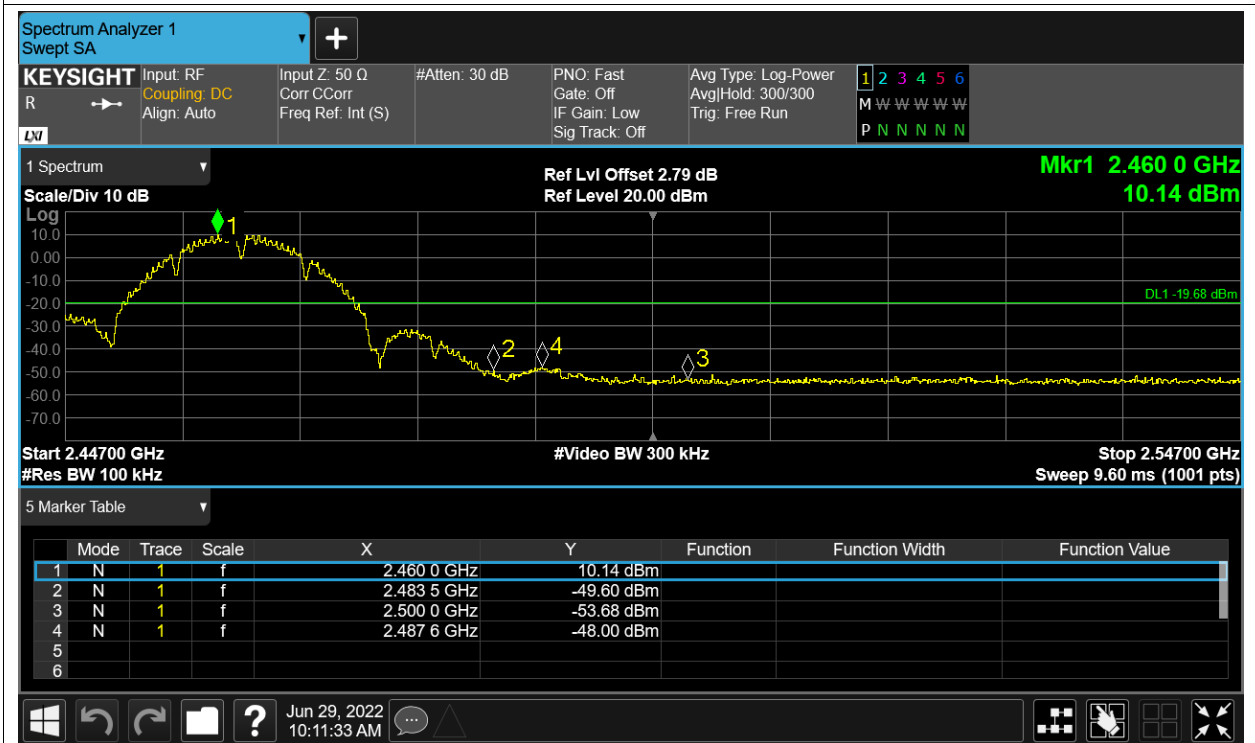 Spectrum Analyzer 1
Swept SA
+
KEYSIGHT Input: RF Input Z: 50 Ω #Atten: 30 dB PNO: Fast Avg Type: Log-Power 1 2 3 4 5 6
R Coupling: DC Corr CCorr Gate: Off Avg|Hold: 300/300 M W W W W W
Align: Auto Freq Ref: Int (S) IF Gain: Low Trig: Free Run
LXI Sig Track: Off P N N N N N
1 Spectrum Ref Lvl Offset 2.79 dB Mkr1 2.460 0 GHz
Scale/Div 10 dB Ref Level 20.00 dBm 10.14 dBm
Log
1
10.0
0.00
-10.0
-20.0 DL1 -19.68 dBm
-30.0
-40.0 2 4 3
-50.0
-60.0
-70.0
Start 2.44700 GHz #Video BW 300 kHz Stop 2.54700 GHz
#Res BW 100 kHz Sweep 9.60 ms (1001 pts)
5 Marker Table
Mode Trace Scale X Y Function Function Width Function Value
1 N 1 f 2.460 0 GHz 10.14 dBm
2 N 1 f 2.483 5 GHz -49.60 dBm
3 N 1 f 2.500 0 GHz -53.68 dBm
4 N 1 f 2.487 6 GHz -48.00 dBm
5
6
? Jun 29, 2022
10:11:33 AM